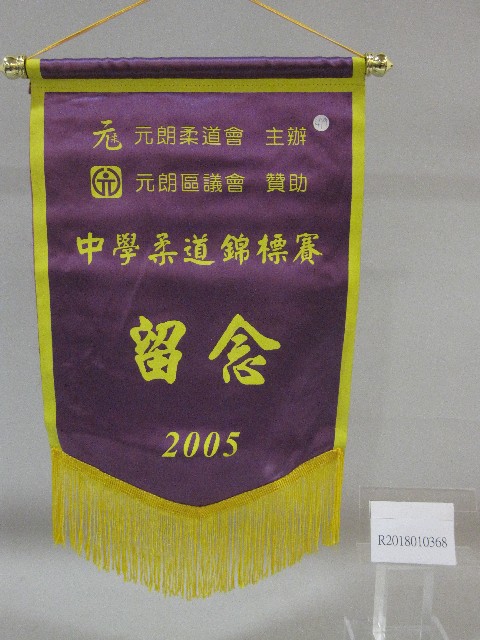 元朗柔道會 主辦
元朗區議會 贊助
中學柔道錦標賽
留念
2005
R2018010368